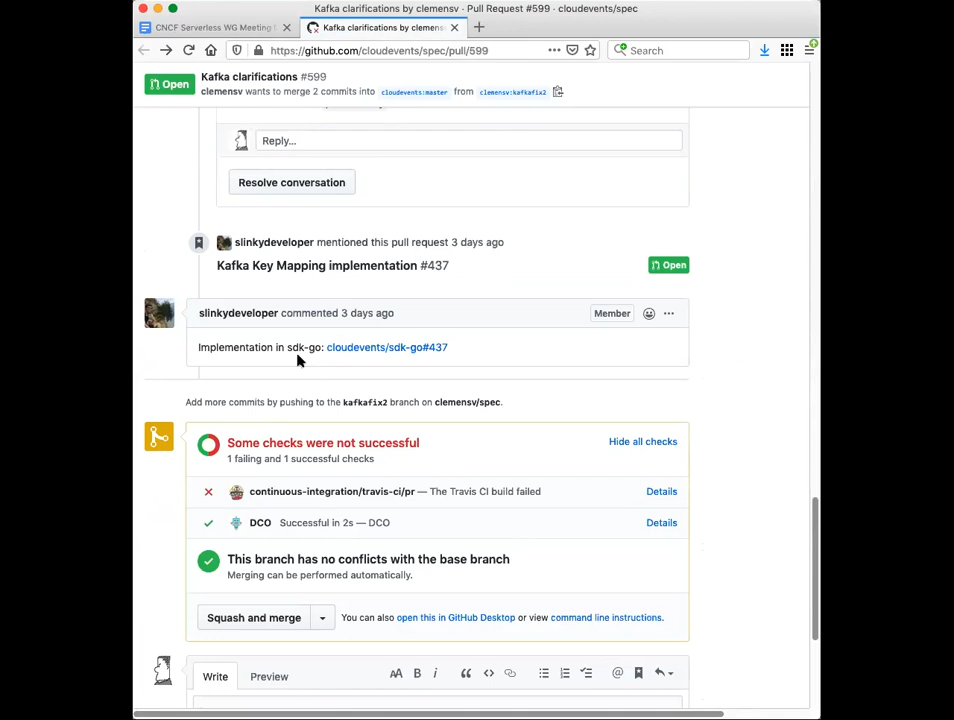 Kafka clarifications by clemensv · Pull Request #599 · cloudevents/spec
CNCF Serverless WG Meeting
Kafka clarifications by clemens
https://github.com/cloudevents/spec/pull/599
Search
Open
Kafka clarifications #599
clemensv wants to merge 2 commits into cloudevents:master from clemensv:kafkafix2
Reply...
Resolve conversation
slinkydeveloper mentioned this pull request 3 days ago
Kafka Key Mapping implementation #437
Open
slinkydeveloper commented 3 days ago
Member
Implementation in sdk-go: cloudevents/sdk-go#437
Add more commits by pushing to the kafkafix2 branch on clemensv/spec.
Some checks were not successful
Hide all checks
1 failing and 1 successful checks
continuous-integration/travis-ci/pr — The Travis CI build failed
Details
DCO Successful in 2s — DCO
Details
This branch has no conflicts with the base branch
Merging can be performed automatically.
Squash and merge
You can also open this in GitHub Desktop or view command line instructions.
Write
Preview
AA B i